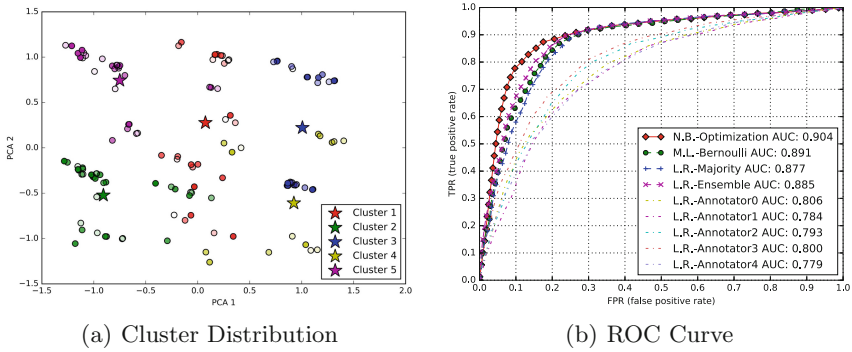 1.5
1.0
0.5
0.0
−0.5
−1.0
−1.5
PCA 2
−1.5
−1.0
−0.5
0.0
0.5
1.0
1.5
2.0
PCA 1
Cluster 1
Cluster 2
Cluster 3
Cluster 4
Cluster 5
(a) Cluster Distribution
1.0
0.9
0.8
0.7
0.6
0.5
0.4
0.3
0.2
0.1
0.0
TPR (true positive rate)
0.0
0.1
0.2
0.3
0.4
0.5
0.6
0.7
0.8
0.9
1.0
FPR (false positive rate)
N.B.-Optimization AUC: 0.904
M.L.-Bernoulli AUC: 0.891
L.R.-Majority AUC: 0.877
L.R.-Ensemble AUC: 0.885
L.R.-Annotator0 AUC: 0.806
L.R.-Annotator1 AUC: 0.784
L.R.-Annotator2 AUC: 0.793
L.R.-Annotator3 AUC: 0.800
L.R.-Annotator4 AUC: 0.779
(b) ROC Curve